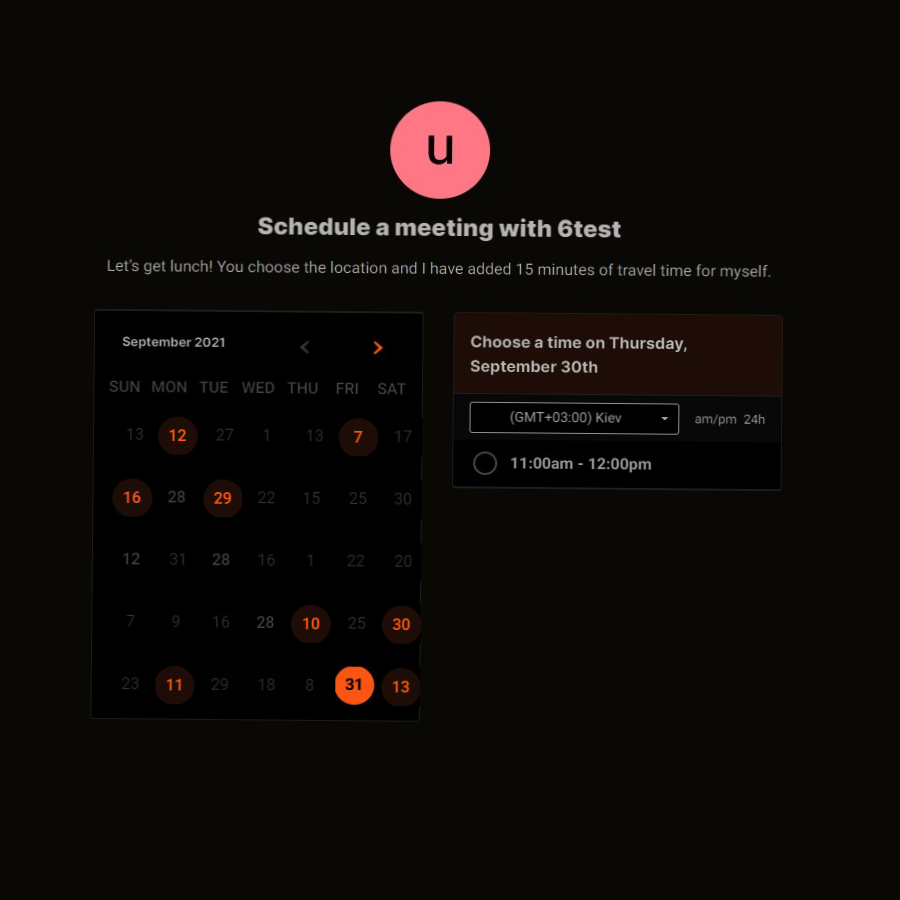 u
Schedule a meeting with 6test
Let's get lunch! You choose the location and I have added 15 minutes of travel time for myself.
September 2021
SUN MON TUE WED THU FRI SAT
13 12 27 1 13 7 17
16 28 29 22 15 25 30
12 31 28 16 1 22 20
7 9 16 28 10 25 30
23 11 29 18 8 31 13
Choose a time on Thursday,
September 30th
(GMT+03:00) Kiev am/pm 24h
11:00am - 12:00pm